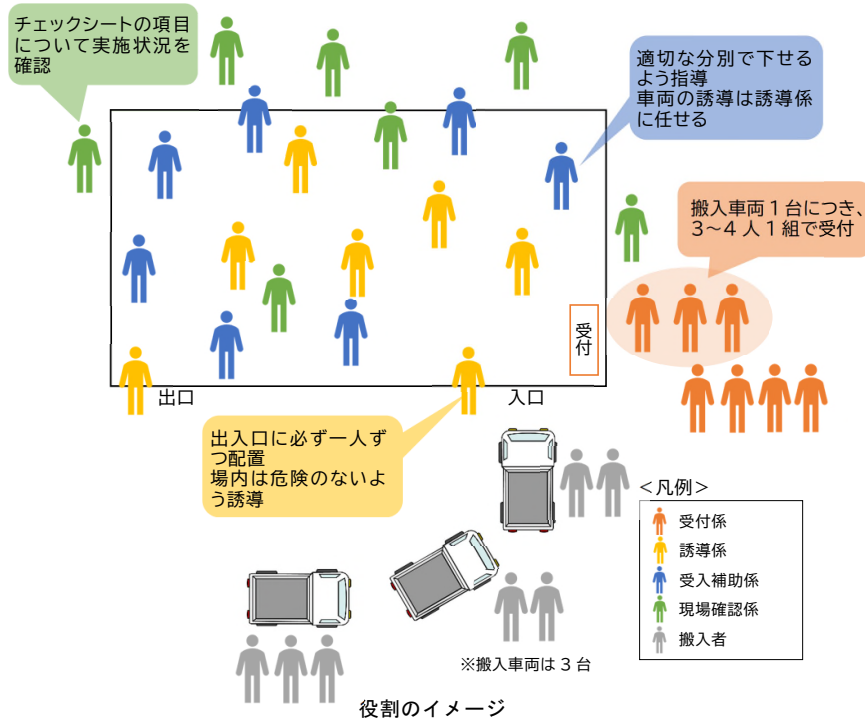 チェックシートの項目
について実施状況を
確認
適切な分別で下せる
よう指導
車両の誘導は誘導係
に任せる
搬入車両１台につき、
３～４人１組で受付
受付
出口
入口
出入口に必ず一人ず
つ配置
場内は危険のないよ
う誘導
＜凡例＞
受付係
誘導係
受入補助係
現場確認係
搬入者
※搬入車両は３台
役割のイメージ